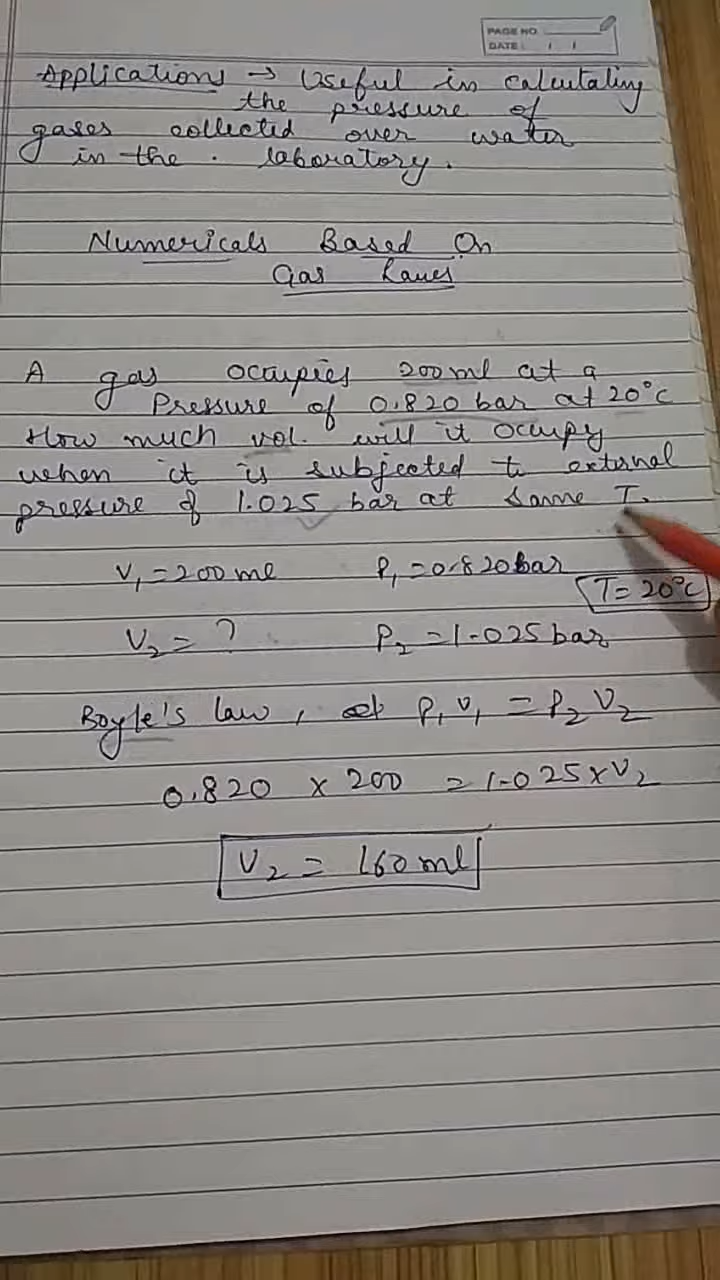 PAGE NO.
DATE: / /
Applications → Useful in calculating
the pressure of
gases collected over water
in the . laboratory.
Numericals Based On
Gas Laws
A gas occupies 200ml at a
Pressure of 0.820 bar at 20°C
How much vol. will it occupy
when it is subjected to external
pressure of 1.025 bar at same T.
V₁ = 200 ml P₁ = 0.820 bar
T = 20°C
V₂ = ? P₂ = 1.025 bar
Boyle's law, P₁V₁ = P₂V₂
0.820 × 200 = 1.025 × V₂
V₂ = 160 ml